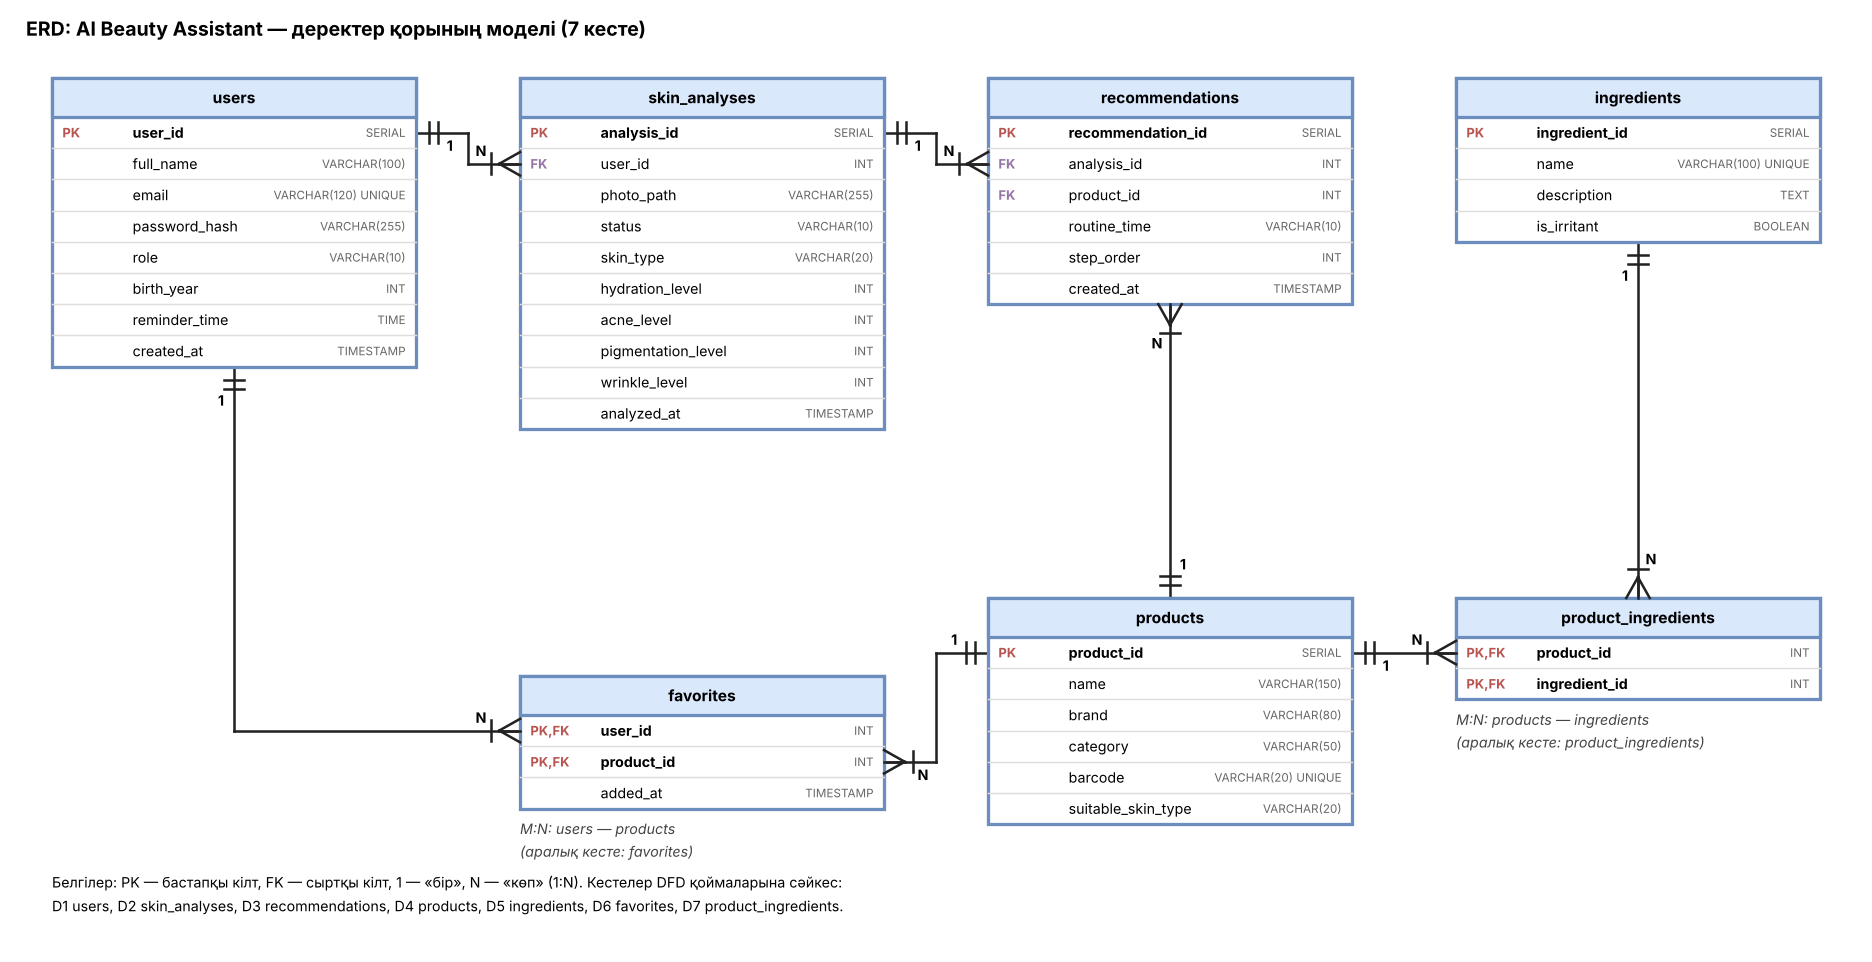 ERD: AI Beauty Assistant — деректер қорының моделі (7 кесте)
users
PK user_id SERIAL
full_name VARCHAR(100)
email VARCHAR(120) UNIQUE
password_hash VARCHAR(255)
role VARCHAR(10)
birth_year INT
reminder_time TIME
created_at TIMESTAMP
1
N
skin_analyses
PK analysis_id SERIAL
FK user_id INT
photo_path VARCHAR(255)
status VARCHAR(10)
skin_type VARCHAR(20)
hydration_level INT
acne_level INT
pigmentation_level INT
wrinkle_level INT
analyzed_at TIMESTAMP
1
N
recommendations
PK recommendation_id SERIAL
FK analysis_id INT
FK product_id INT
routine_time VARCHAR(10)
step_order INT
created_at TIMESTAMP
N
1
ingredients
PK ingredient_id SERIAL
name VARCHAR(100) UNIQUE
description TEXT
is_irritant BOOLEAN
1
N
1
N
favorites
PK,FK user_id INT
PK,FK product_id INT
added_at TIMESTAMP
M:N: users — products
(аралық кесте: favorites)
1
N
products
PK product_id SERIAL
name VARCHAR(150)
brand VARCHAR(80)
category VARCHAR(50)
barcode VARCHAR(20) UNIQUE
suitable_skin_type VARCHAR(20)
1
N
product_ingredients
PK,FK product_id INT
PK,FK ingredient_id INT
M:N: products — ingredients
(аралық кесте: product_ingredients)
Белгілер: PK — бастапқы кілт, FK — сыртқы кілт, 1 — «бір», N — «көп» (1:N). Кестелер DFD қоймаларына сәйкес:
D1 users, D2 skin_analyses, D3 recommendations, D4 products, D5 ingredients, D6 favorites, D7 product_ingredients.